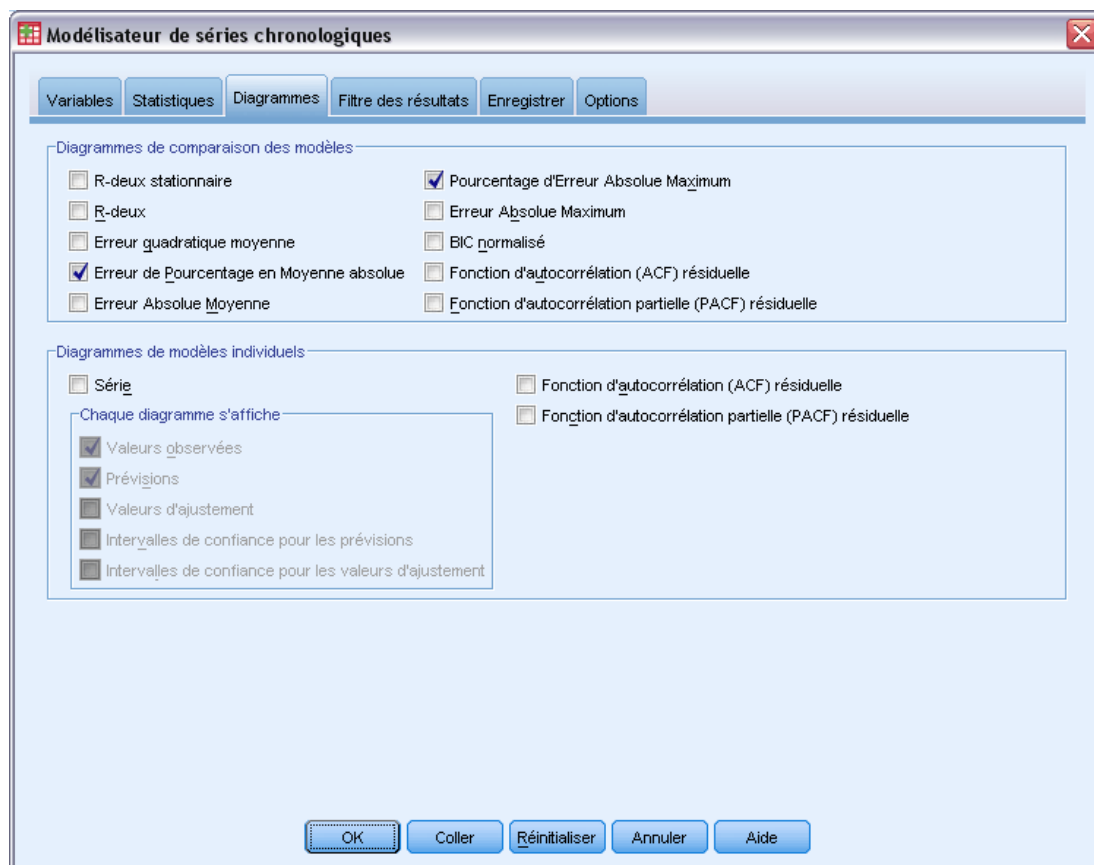 Modélisateur de séries chronologiques
Variables
Statistiques
Diagrammes
Filtre des résultats
Enregistrer
Options
Diagrammes de comparaison des modèles
R-deux stationnaire
R-deux
Erreur quadratique moyenne
Erreur de Pourcentage en Moyenne absolue
Erreur Absolue Moyenne
Pourcentage d'Erreur Absolue Maximum
Erreur Absolue Maximum
BIC normalisé
Fonction d'autocorrélation (ACF) résiduelle
Fonction d'autocorrélation partielle (PACF) résiduelle
Diagrammes de modèles individuels
Série
Chaque diagramme s'affiche
Valeurs observées
Prévisions
Valeurs d'ajustement
Intervalles de confiance pour les prévisions
Intervalles de confiance pour les valeurs d'ajustement
Fonction d'autocorrélation (ACF) résiduelle
Fonction d'autocorrélation partielle (PACF) résiduelle
OK
Coller
Réinitialiser
Annuler
Aide